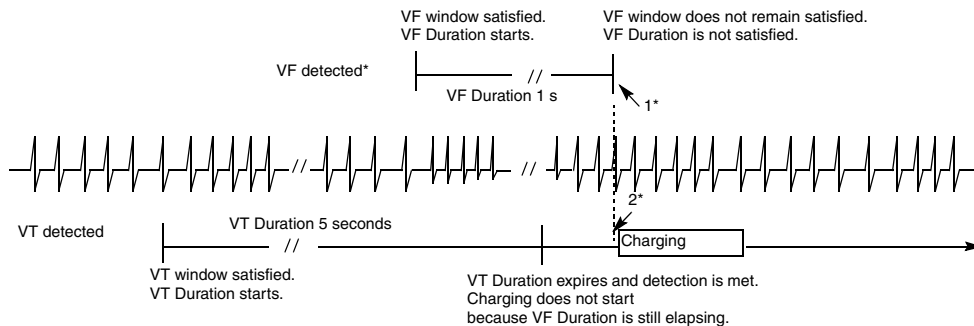 VF window satisfied.
VF Duration starts.
VF window does not remain satisfied.
VF Duration is not satisfied.
VF detected*
//
VF Duration 1 s
1*
//
//
2*
VT detected
VT Duration 5 seconds
//
Charging
VT window satisfied.
VT Duration starts.
VT Duration expires and detection is met.
Charging does not start
because VF Duration is still elapsing.